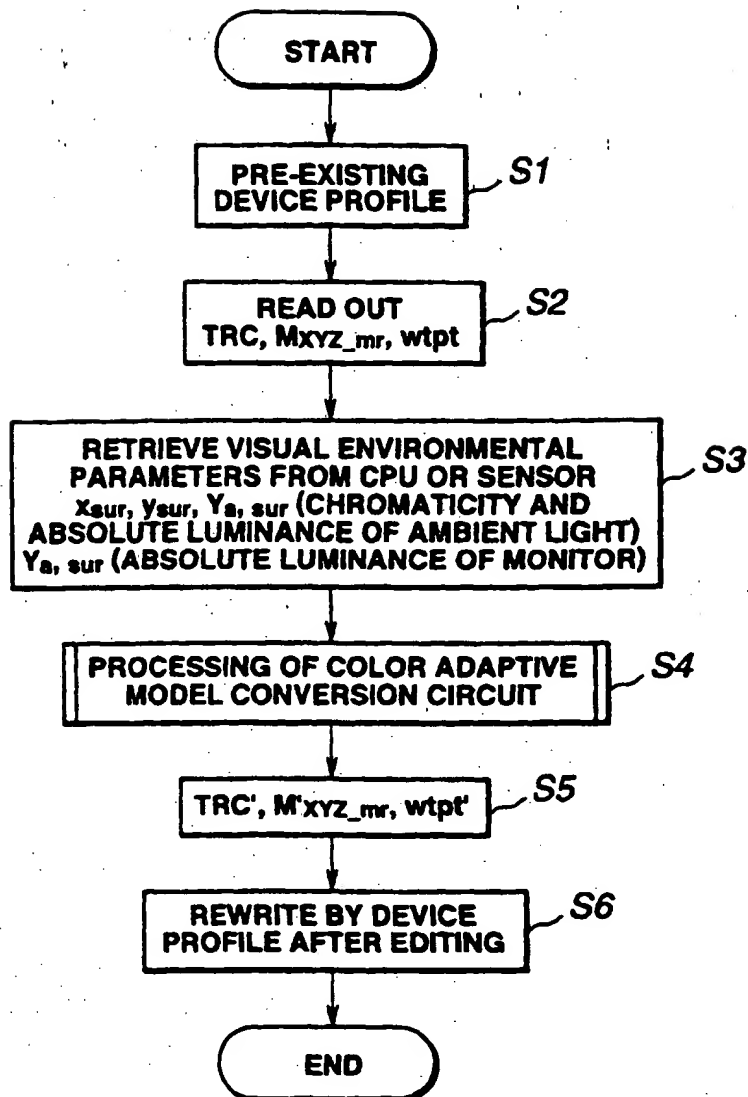 START
PRE-EXISTING
DEVICE PROFILE
S1
READ OUT
TRC, MXYZ_mr, wtpt
S2
RETRIEVE VISUAL ENVIRONMENTAL
PARAMETERS FROM CPU OR SENSOR
xsur, ysur, Ya, sur (CHROMATICITY AND
ABSOLUTE LUMINANCE OF AMBIENT LIGHT)
Ya, sur (ABSOLUTE LUMINANCE OF MONITOR)
S3
PROCESSING OF COLOR ADAPTIVE
MODEL CONVERSION CIRCUIT
S4
TRC', M'XYZ_mr, wtpt'
S5
REWRITE BY DEVICE
PROFILE AFTER EDITING
S6
END